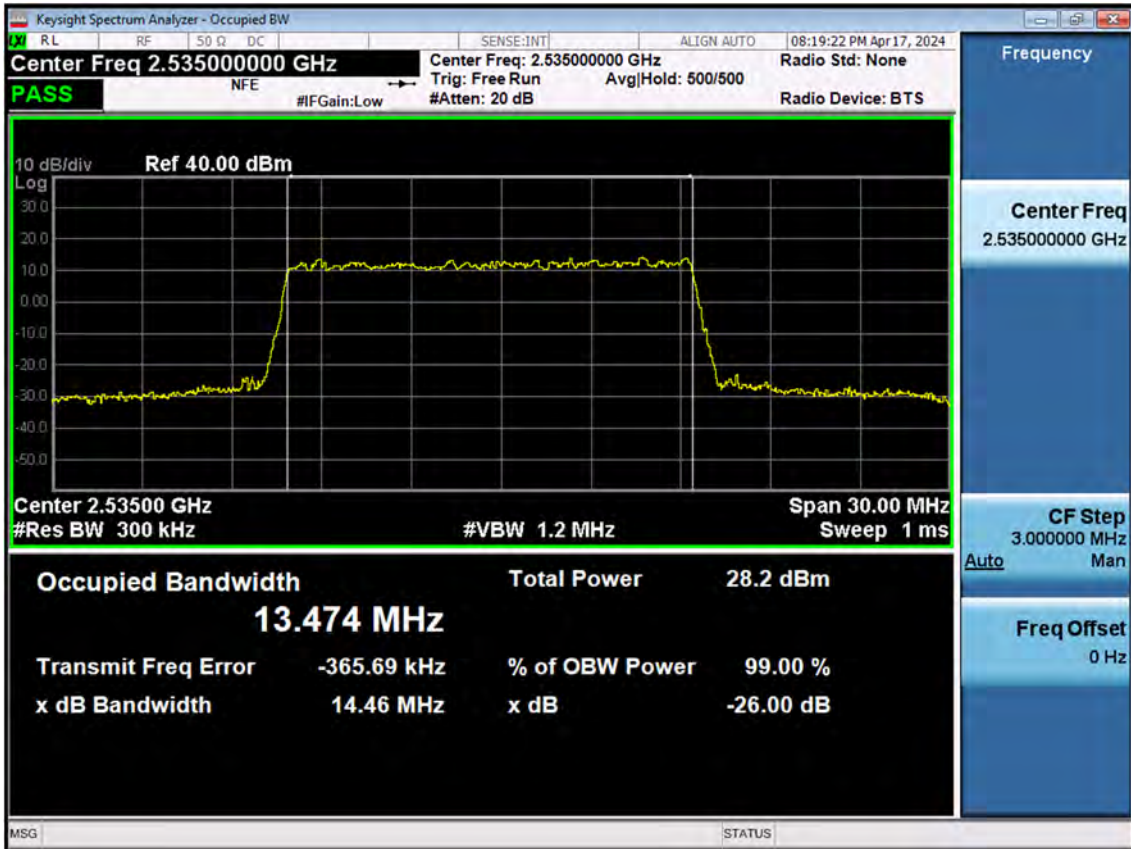 Keysight Spectrum Analyzer - Occupied BW
LXI RL RF 50 Ω DC SENSE:INT ALIGN AUTO 08:19:22 PM Apr 17, 2024
Center Freq 2.535000000 GHz Center Freq: 2.535000000 GHz Radio Std: None
NFE Trig: Free Run Avg|Hold: 500/500
PASS #IFGain:Low #Atten: 20 dB Radio Device: BTS
10 dB/div Ref 40.00 dBm
Log
30.0
20.0
10.0
0.00
-10.0
-20.0
-30.0
-40.0
-50.0
Center 2.53500 GHz Span 30.00 MHz
#Res BW 300 kHz #VBW 1.2 MHz Sweep 1 ms
Occupied Bandwidth Total Power 28.2 dBm
13.474 MHz
Transmit Freq Error -365.69 kHz % of OBW Power 99.00 %
x dB Bandwidth 14.46 MHz x dB -26.00 dB
MSG STATUS
Frequency
Center Freq
2.535000000 GHz
CF Step
3.000000 MHz
Auto Man
Freq Offset
0 Hz